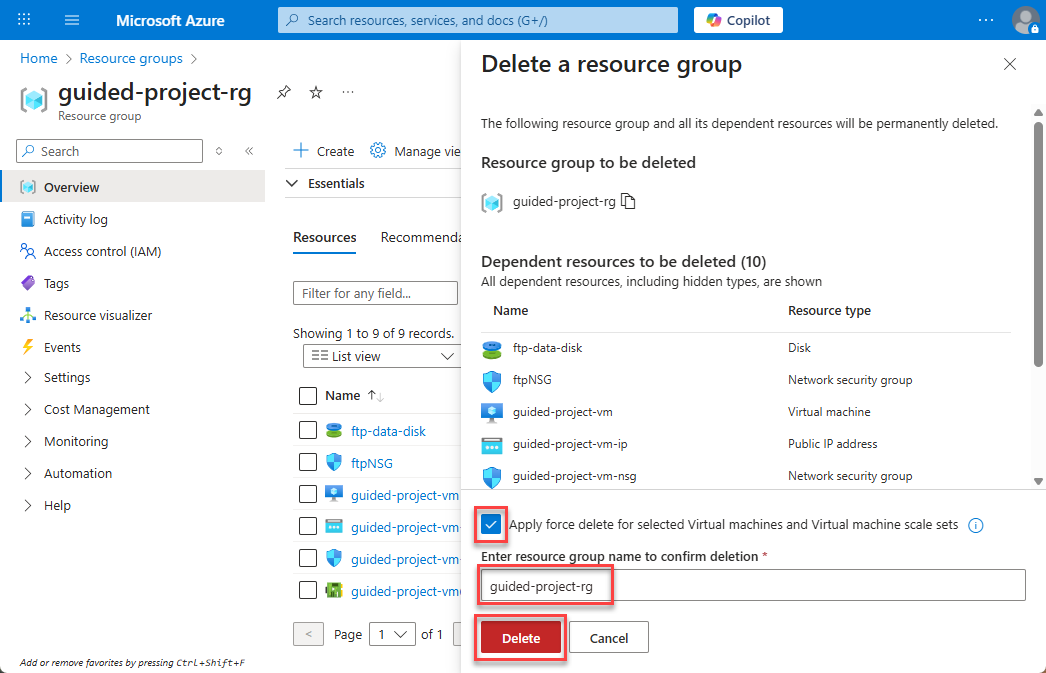 Microsoft Azure
Search resources, services, and docs (G+/)
Copilot
Home > Resource groups >
guided-project-rg
Resource group
Search
Overview
Activity log
Access control (IAM)
Tags
Resource visualizer
Events
Settings
Cost Management
Monitoring
Automation
Help
Add or remove favorites by pressing Ctrl+Shift+F
Create
Manage vie
Essentials
Resources
Recommenda
Filter for any field...
Showing 1 to 9 of 9 records.
List view
Name
ftp-data-disk
ftpNSG
guided-project-vm
guided-project-vm-
guided-project-vm-
guided-project-vm
< Page 1 of 1
Delete a resource group
The following resource group and all its dependent resources will be permanently deleted.
Resource group to be deleted
guided-project-rg
Dependent resources to be deleted (10)
All dependent resources, including hidden types, are shown
Name Resource type
ftp-data-disk Disk
ftpNSG Network security group
guided-project-vm Virtual machine
guided-project-vm-ip Public IP address
guided-project-vm-nsg Network security group
Apply force delete for selected Virtual machines and Virtual machine scale sets
Enter resource group name to confirm deletion *
guided-project-rg
Delete
Cancel